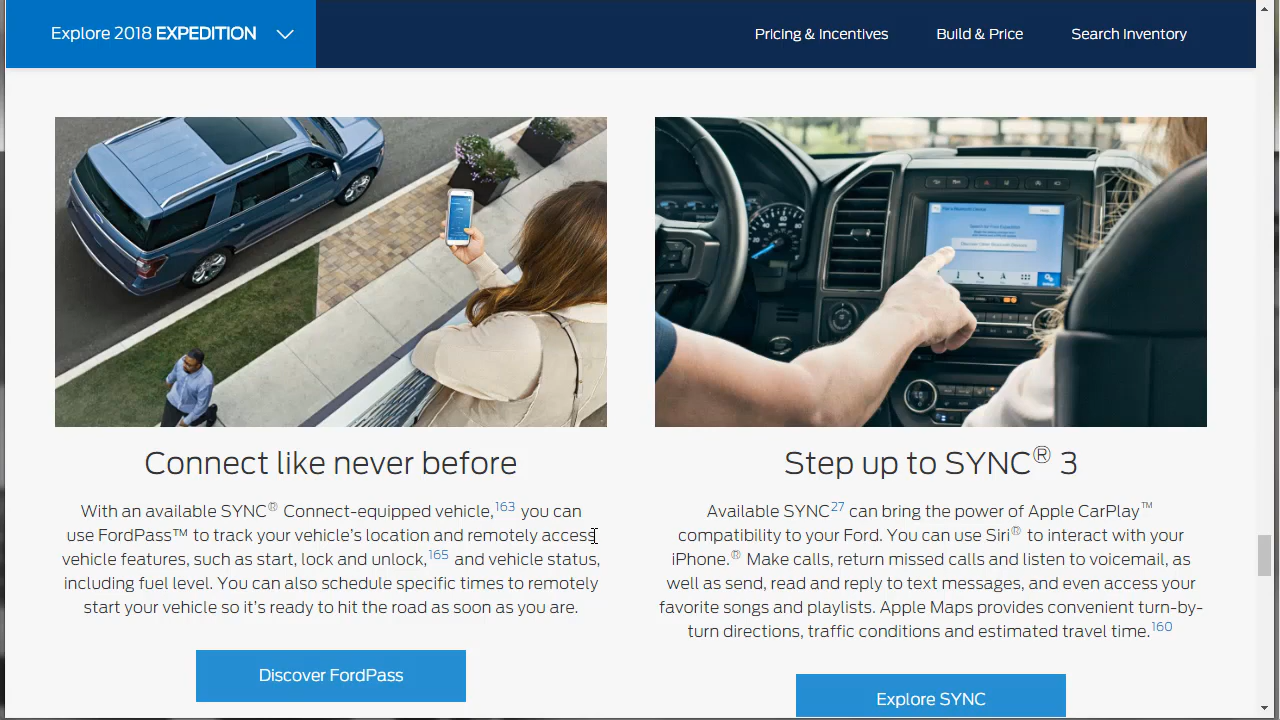 Explore 2018 EXPEDITION
Pricing & Incentives
Build & Price
Search Inventory
Connect like never before
With an available SYNC® Connect-equipped vehicle,163 you can
use FordPass™ to track your vehicle's location and remotely access
vehicle features, such as start, lock and unlock,165 and vehicle status,
including fuel level. You can also schedule specific times to remotely
start your vehicle so it's ready to hit the road as soon as you are.
Discover FordPass
Step up to SYNC® 3
Available SYNC27 can bring the power of Apple CarPlay™
compatibility to your Ford. You can use Siri® to interact with your
iPhone.® Make calls, return missed calls and listen to voicemail, as
well as send, read and reply to text messages, and even access your
favorite songs and playlists. Apple Maps provides convenient turn-by-
turn directions, traffic conditions and estimated travel time.160
Explore SYNC